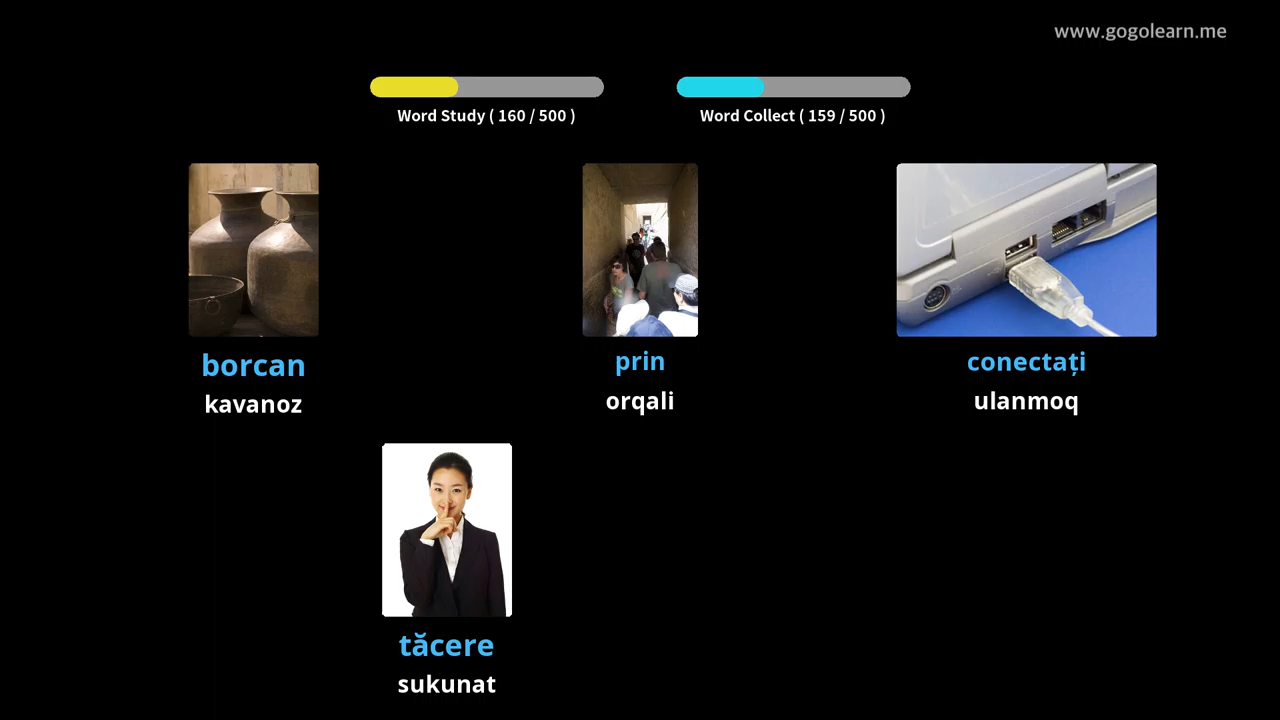 www.gogolearn.me
Word Study ( 160 / 500 )
Word Collect ( 159 / 500 )
borcan
kavanoz
prin
orqali
conectați
ulanmoq
tăcere
sukunat